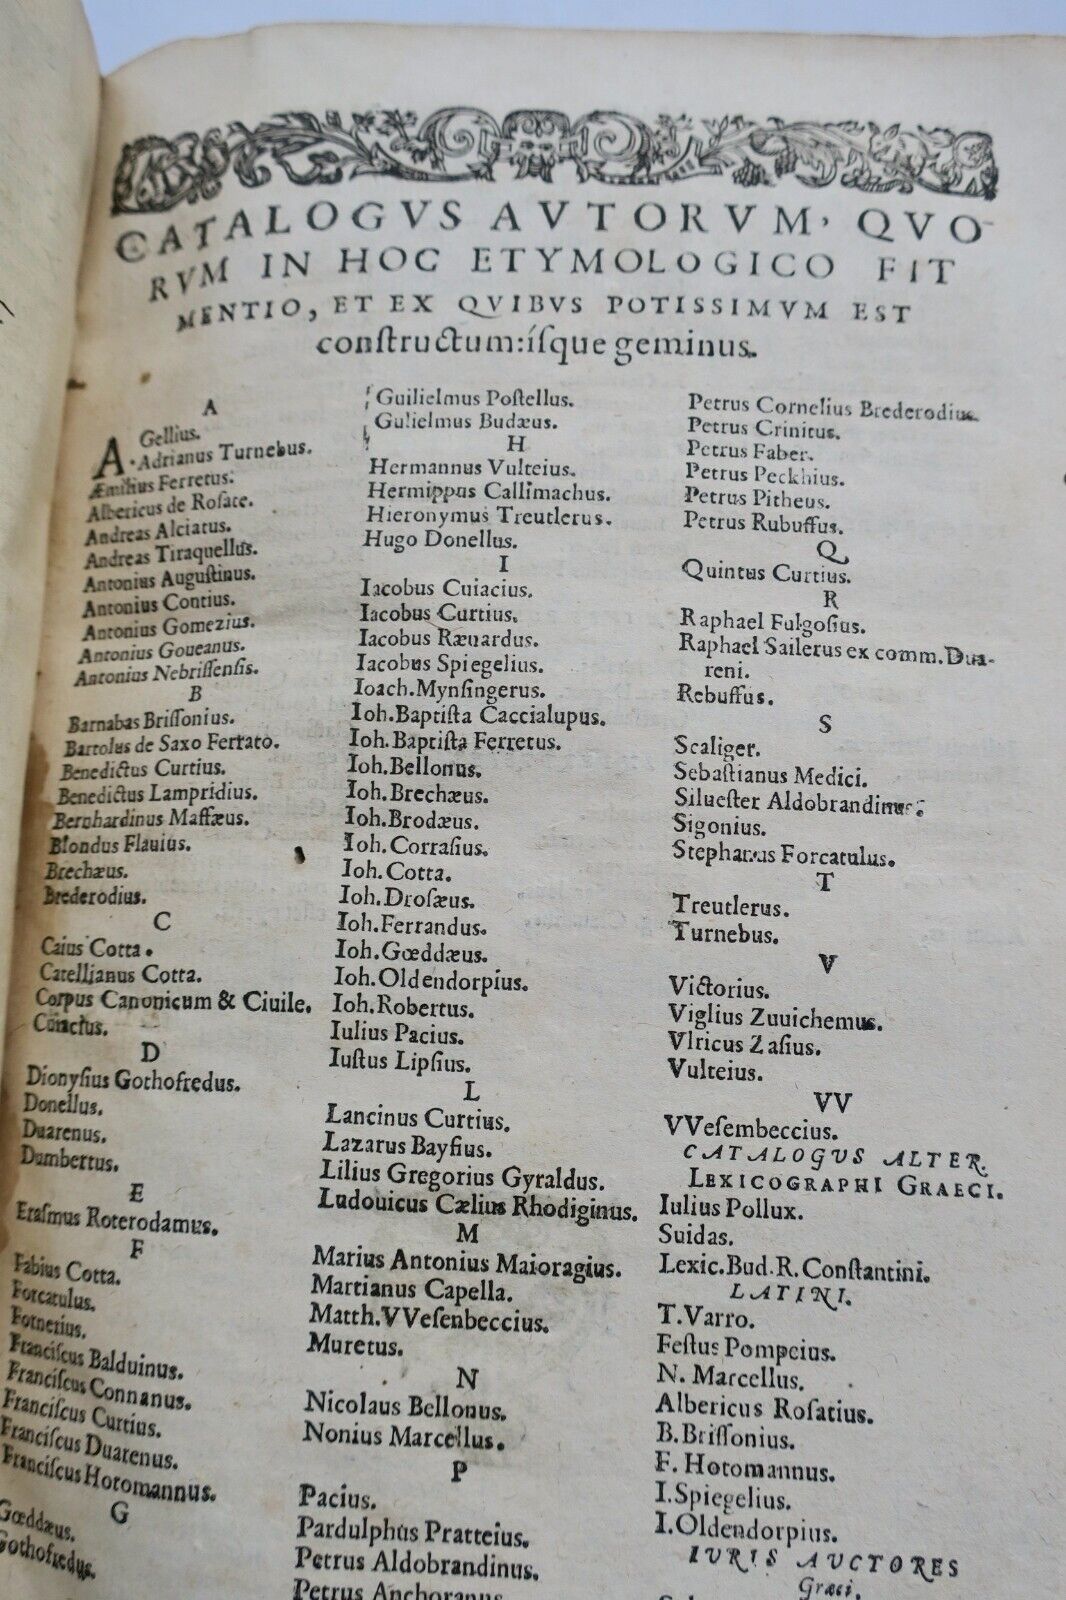 CATALOGVS AVTORVM, QVO-
RVM IN HOC ETYMOLOGICO FIT
MENTIO, ET EX QVIBVS POTISSIMVM EST
conſtructum: íſque geminus.
A
A. Gellius.
Adrianus Turnebus.
Æmilius Ferretus.
Albericus de Roſate.
Andreas Alciatus.
Andreas Tiraquellus.
Antonius Auguſtinus.
Antonius Contius.
Antonius Gomezius.
Antonius Goueanus.
Antonius Nebriſſenſis.
B
Barnabas Briſſonius.
Bartolus de Saxo Ferrato.
Benedictus Curtius.
Benedictus Lampridius.
Bernhardinus Maffæus.
Blondus Flauius.
Brechæus.
Brederodius.
C
Caius Cotta.
Catellianus Cotta.
Corpus Canonicum & Ciuile.
Cuiacius.
D
Dionyſius Gothofredus.
Donellus.
Duarenus.
Dambertus.
E
Eraſmus Roterodamus.
F
Fabius Cotta.
Forcatulus.
Fornerius.
Franciſcus Balduinus.
Franciſcus Connanus.
Franciſcus Curtius.
Franciſcus Duarenus.
Franciſcus Hotomannus.
G
Gœddæus.
Gothofredus.
Guilielmus Poſtellus.
Gulielmus Budæus.
H
Hermannus Vulteius.
Hermippus Callimachus.
Hieronymus Treutlerus.
Hugo Donellus.
I
Iacobus Cuiacius.
Iacobus Curtius.
Iacobus Ræuardus.
Iacobus Spiegelius.
Ioach. Mynſingerus.
Ioh. Baptiſta Caccialupus.
Ioh. Baptiſta Ferretus.
Ioh. Bellonus.
Ioh. Brechæus.
Ioh. Brodæus.
Ioh. Corraſius.
Ioh. Cotta.
Ioh. Droſæus.
Ioh. Ferrandus.
Ioh. Gœddæus.
Ioh. Oldendorpius.
Ioh. Robertus.
Iulius Pacius.
Iuſtus Lipſius.
L
Lancinus Curtius.
Lazarus Bayfius.
Lilius Gregorius Gyraldus.
Ludouicus Cælius Rhodiginus.
M
Marius Antonius Maioragius.
Martianus Capella.
Matth. VVeſenbeccius.
Muretus.
N
Nicolaus Bellonus.
Nonius Marcellus.
P
Pacius.
Pardulphus Pratteius.
Petrus Aldobrandinus.
Petrus Anchoranus
Petrus Cornelius Brederodius.
Petrus Crinitus.
Petrus Faber.
Petrus Peckhius.
Petrus Pitheus.
Petrus Rubuffus.
Q
Quintus Curtius.
R
Raphael Fulgoſius.
Raphael Sailerus ex comm. Dua-
reni.
Rebuffus.
S
Scaliger.
Sebaſtianus Medici.
Silueſter Aldobrandinus.
Sigonius.
Stephanus Forcatulus.
T
Treutlerus.
Turnebus.
V
Victorius.
Viglius Zuuichemus.
Vlricus Zaſius.
Vulteius.
VV
VVeſembeccius.
CATALOGVS ALTER.
LEXICOGRAPHI GRAECI.
Iulius Pollux.
Suidas.
Lexic. Bud. R. Conſtantini.
LATINI.
T. Varro.
Feſtus Pompeius.
N. Marcellus.
Albericus Roſatius.
B. Briſſonius.
F. Hotomannus.
I. Spiegelius.
I. Oldendorpius.
IVRIS AVCTORES
Græci.